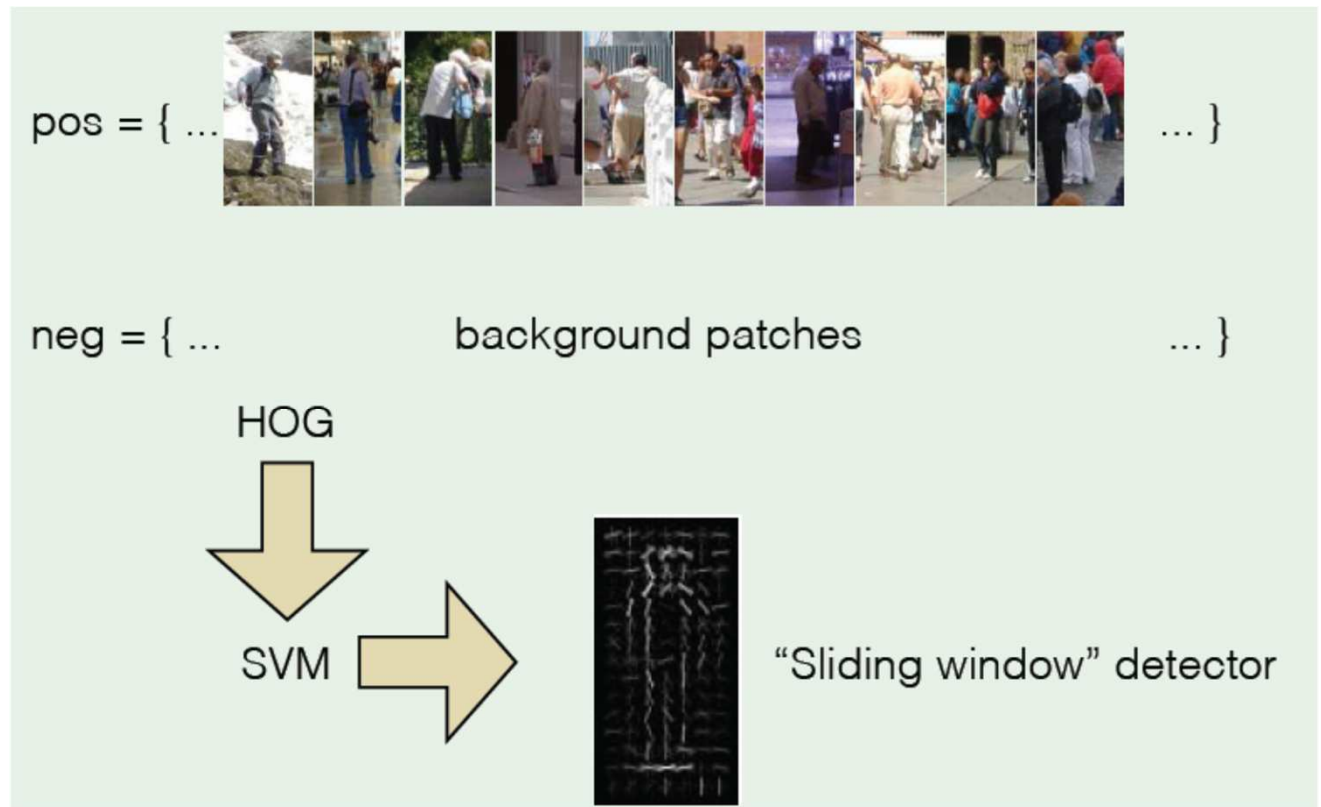 pos = { ... ... }
neg = { ... background patches ... }
HOG
SVM
“Sliding window” detector